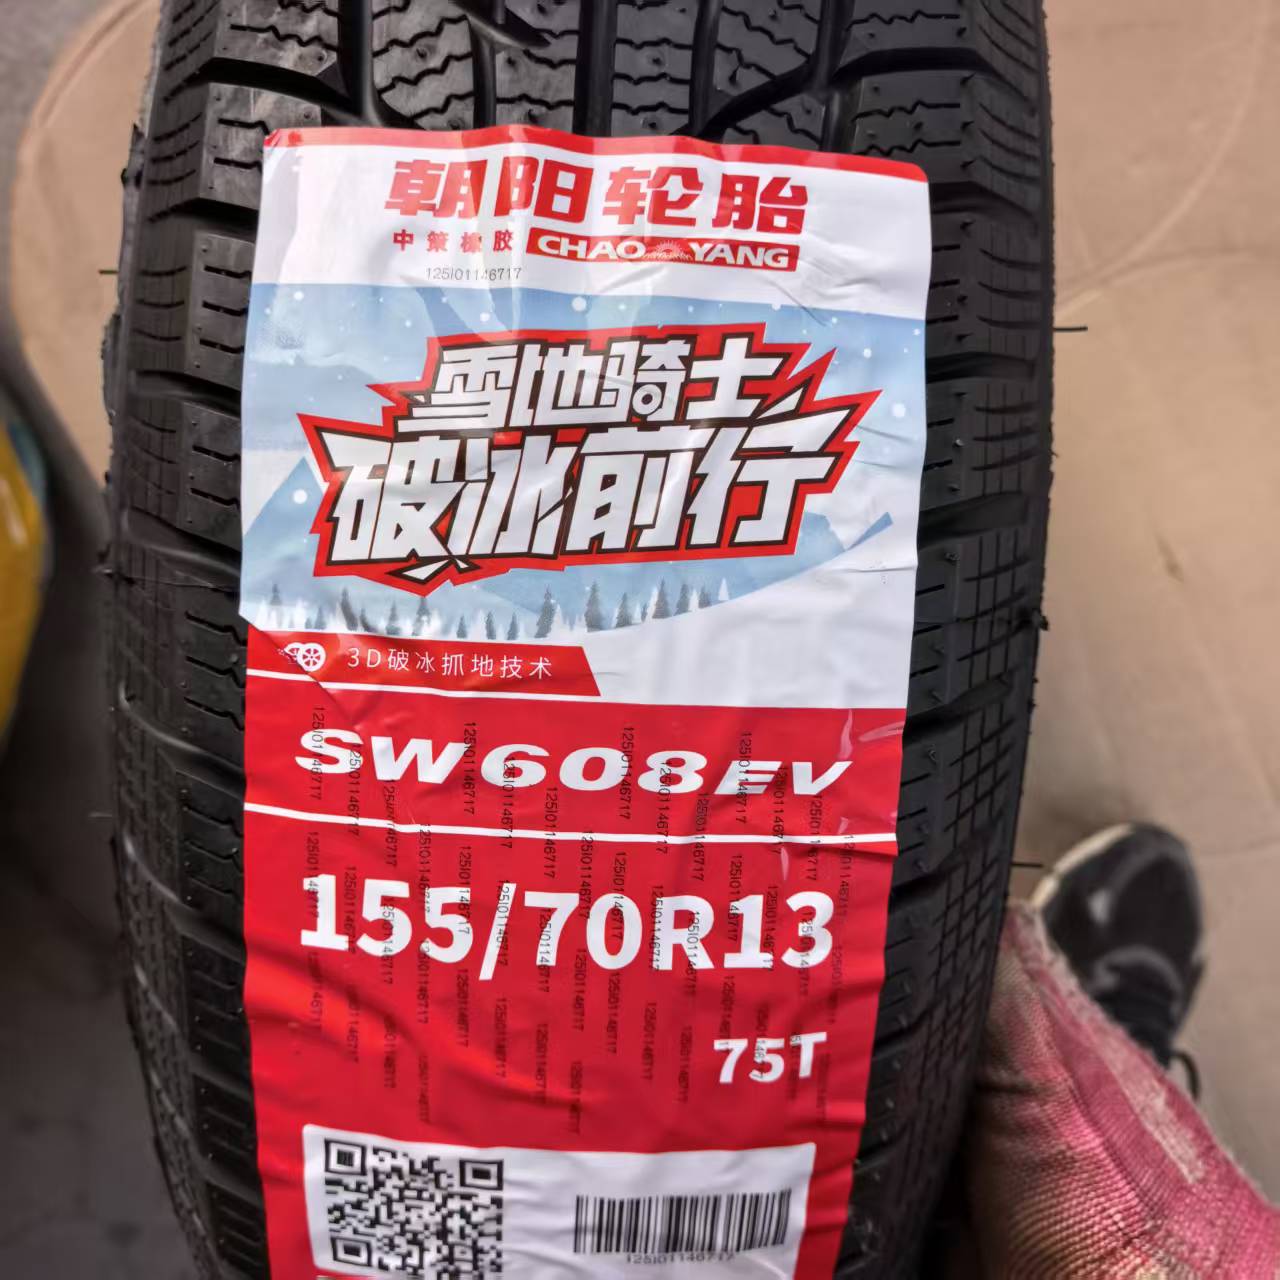 朝阳轮胎
中策橡胶 CHAO YANG
125I01146717
雪地骑士
破冰前行
3D破冰抓地技术
SW608EV
155/70R13
75T
125I01146717